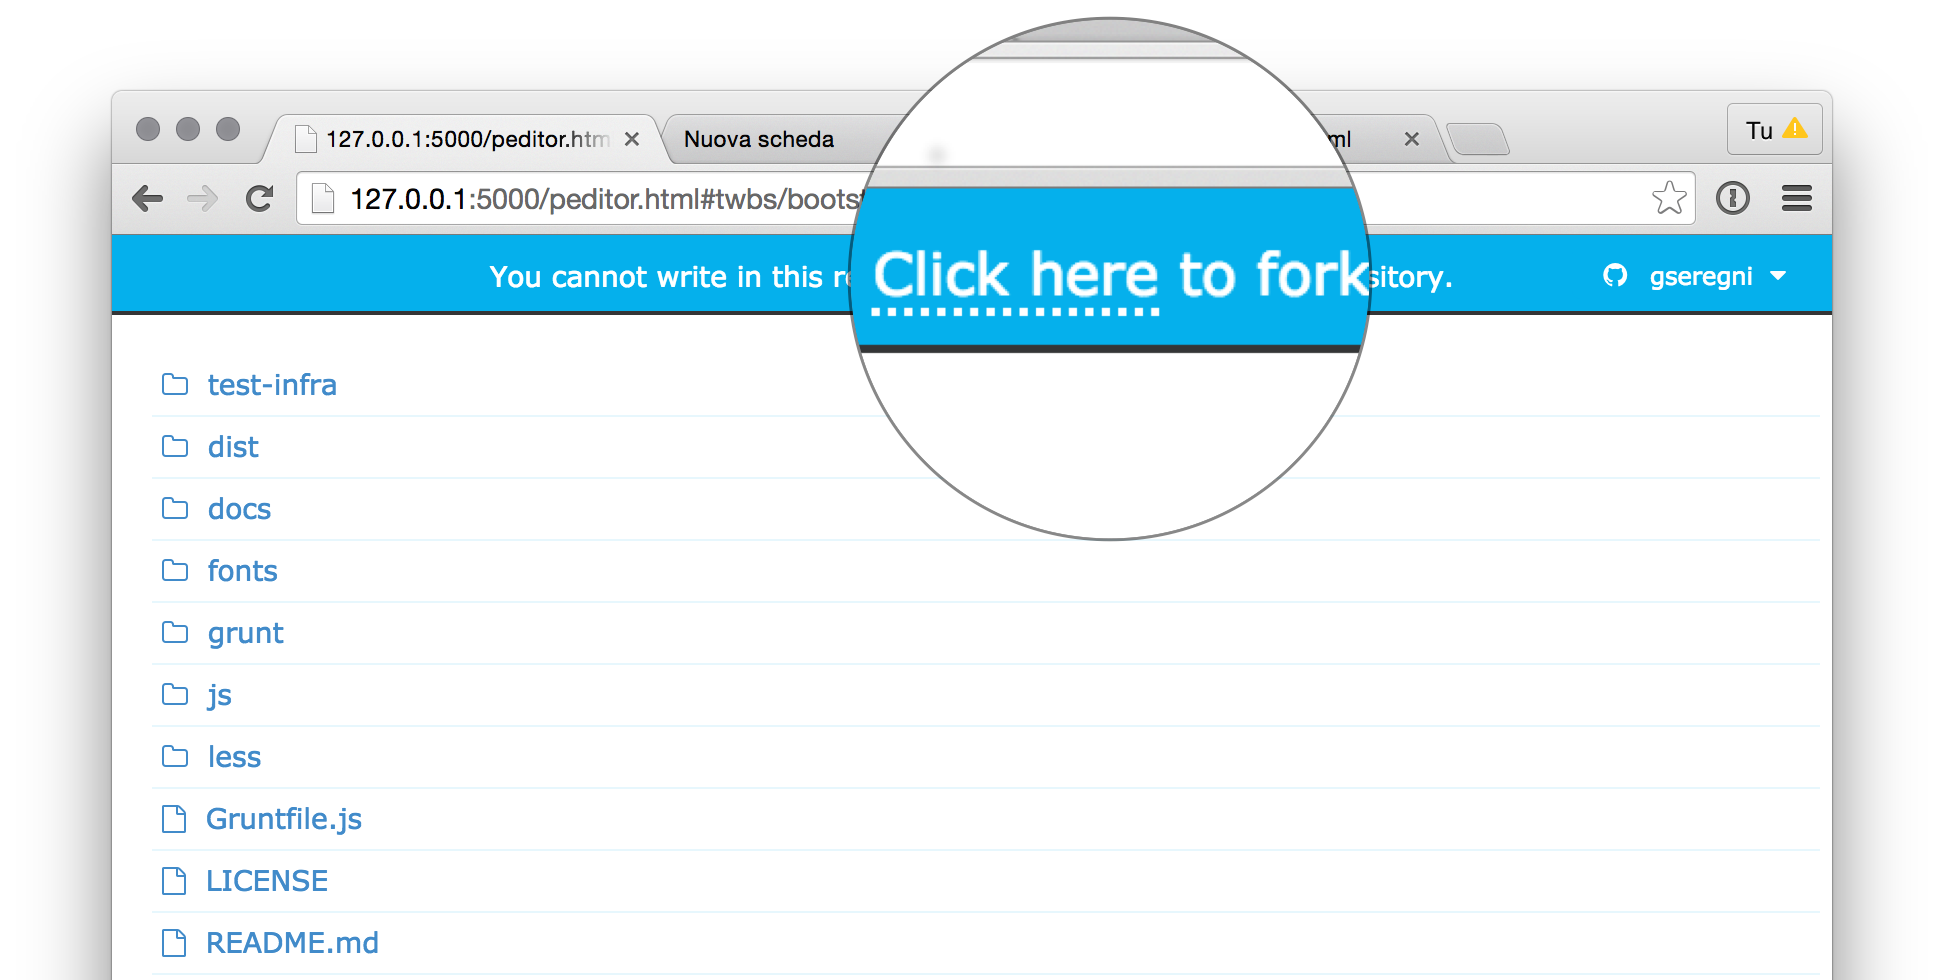 127.0.0.1:5000/peditor.htm
Nuova scheda
ml
Tu
127.0.0.1:5000/peditor.html#twbs/boots
You cannot write in this re
Click here to fork
sitory.
gseregni
test-infra
dist
docs
fonts
grunt
js
less
Gruntfile.js
LICENSE
README.md